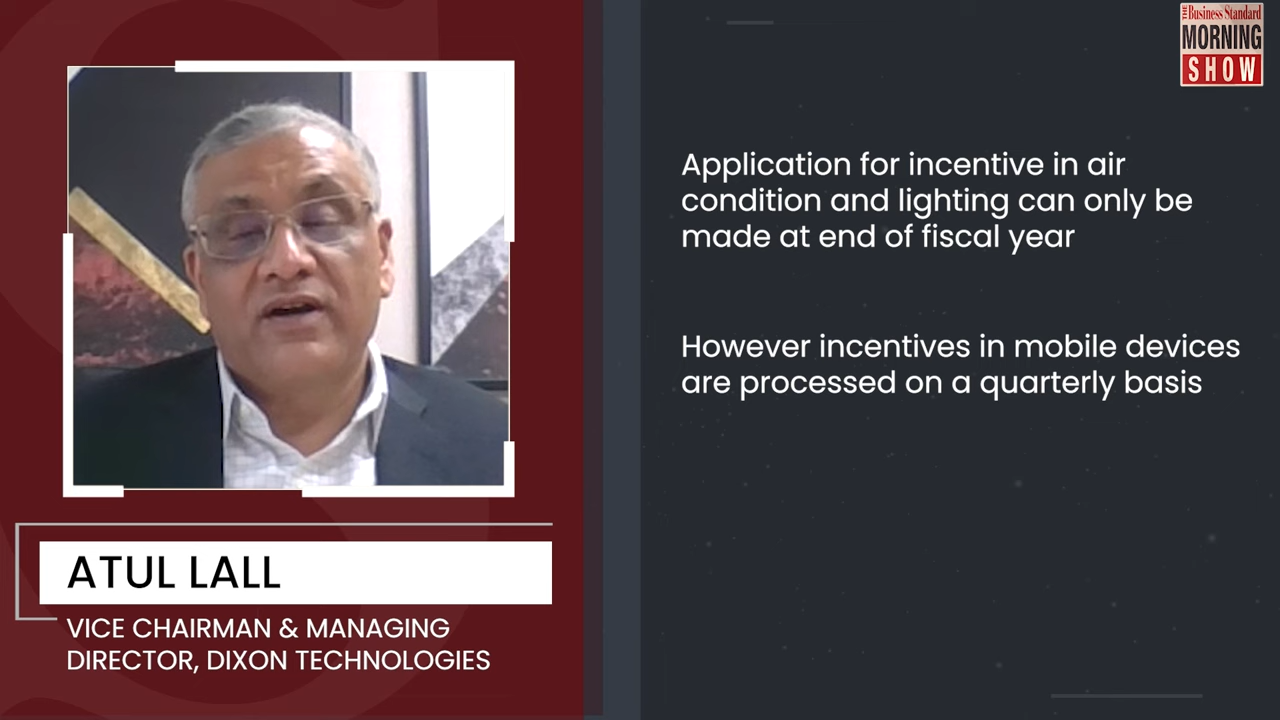 THE Business Standard
MORNING
SHOW
Application for incentive in air
condition and lighting can only be
made at end of fiscal year
However incentives in mobile devices
are processed on a quarterly basis
ATUL LALL
VICE CHAIRMAN & MANAGING
DIRECTOR, DIXON TECHNOLOGIES